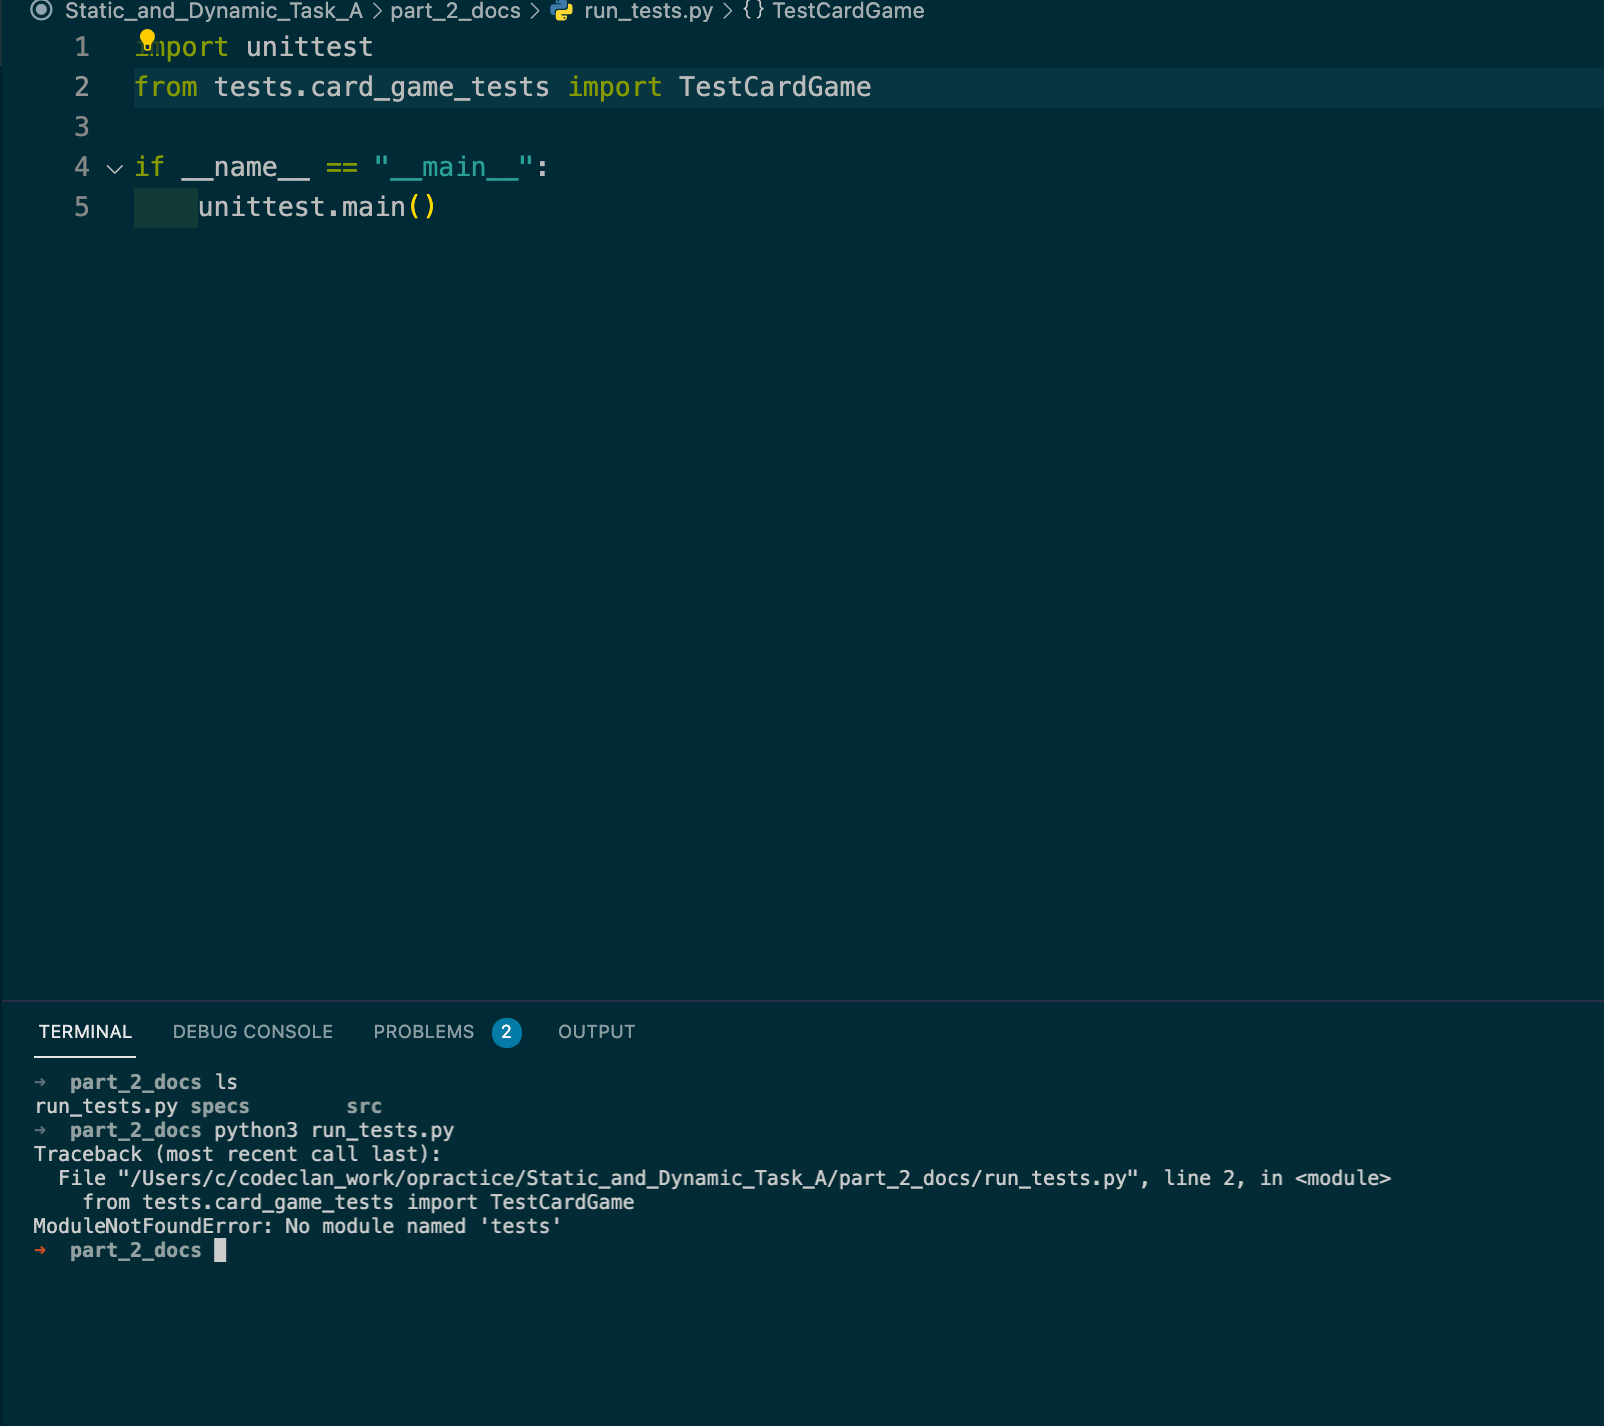 Static_and_Dynamic_Task_A > part_2_docs > run_tests.py > {} TestCardGame
1 import unittest
2 from tests.card_game_tests import TestCardGame
3
4 if __name__ == "__main__":
5     unittest.main()
TERMINAL DEBUG CONSOLE PROBLEMS 2 OUTPUT
→ part_2_docs ls
run_tests.py specs        src
→ part_2_docs python3 run_tests.py
Traceback (most recent call last):
  File "/Users/c/codeclan_work/opractice/Static_and_Dynamic_Task_A/part_2_docs/run_tests.py", line 2, in <module>
    from tests.card_game_tests import TestCardGame
ModuleNotFoundError: No module named 'tests'
→ part_2_docs